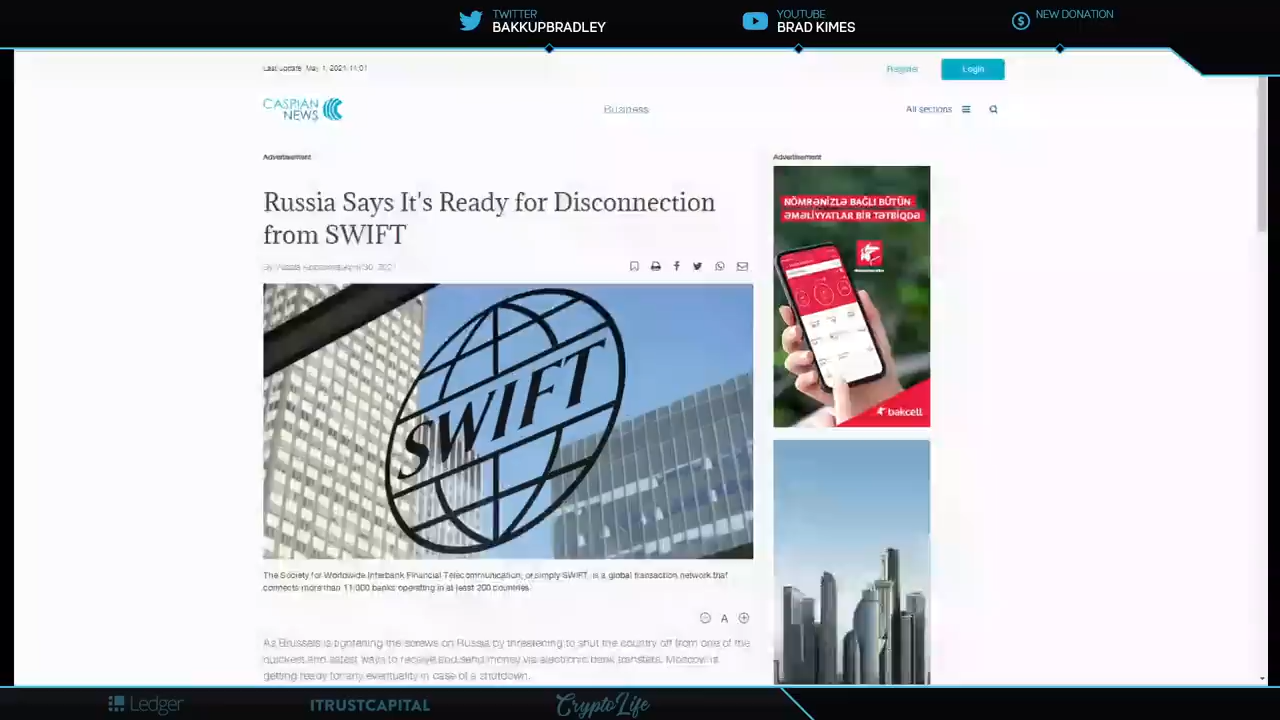 TWITTER
BAKKUPBRADLEY
YOUTUBE
BRAD KIMES
NEW DONATION
Last update: May 1, 2021 11:01
Register
Login
CASPIAN
NEWS
Business
All sections
Advertisement
Advertisement
Russia Says It's Ready for Disconnection
from SWIFT
April 30, 2021
NÖMRƏNİZLƏ BAĞLI BÜTÜN
ƏMƏLİYYATLAR BİR TƏTBİQDƏ
bakcell
SWIFT
The Society for Worldwide Interbank Financial Telecommunication, or simply SWIFT, is a global transaction network that
connects more than 11,000 banks operating in at least 200 countries.
A
As Brussels is tightening the screws on Russia by threatening to shut the country off from one of the
quickest and safest ways to receive and send money via electronic bank transfers, Moscow is
getting ready for any eventuality in case of a shutdown.
Ledger
ITRUSTCAPITAL
CryptoLife